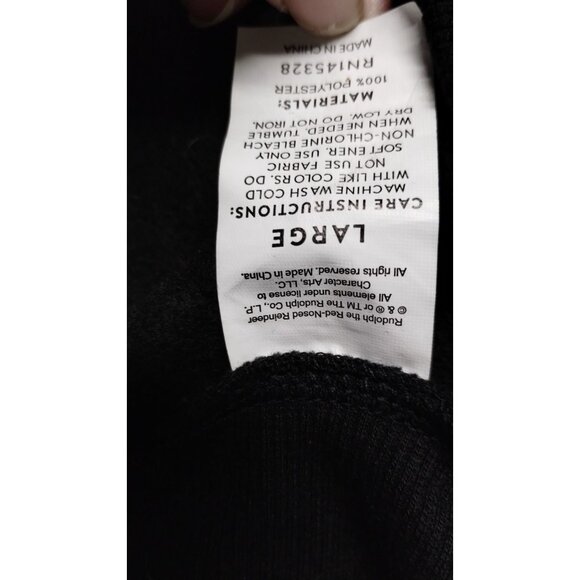 Rudolph the Red-Nosed Reindeer
© & ® or TM The Rudolph Co., L.P.
All elements under license to
Character Arts, LLC.
All rights reserved. Made in China.
LARGE
CARE INSTRUCTIONS:
MACHINE WASH COLD
WITH LIKE COLORS. DO
NOT USE FABRIC
SOFTENER. USE ONLY
NON-CHLORINE BLEACH
WHEN NEEDED. TUMBLE
DRY LOW. DO NOT IRON.
MATERIALS:
100% POLYESTER
RN145328
MADE IN CHINA